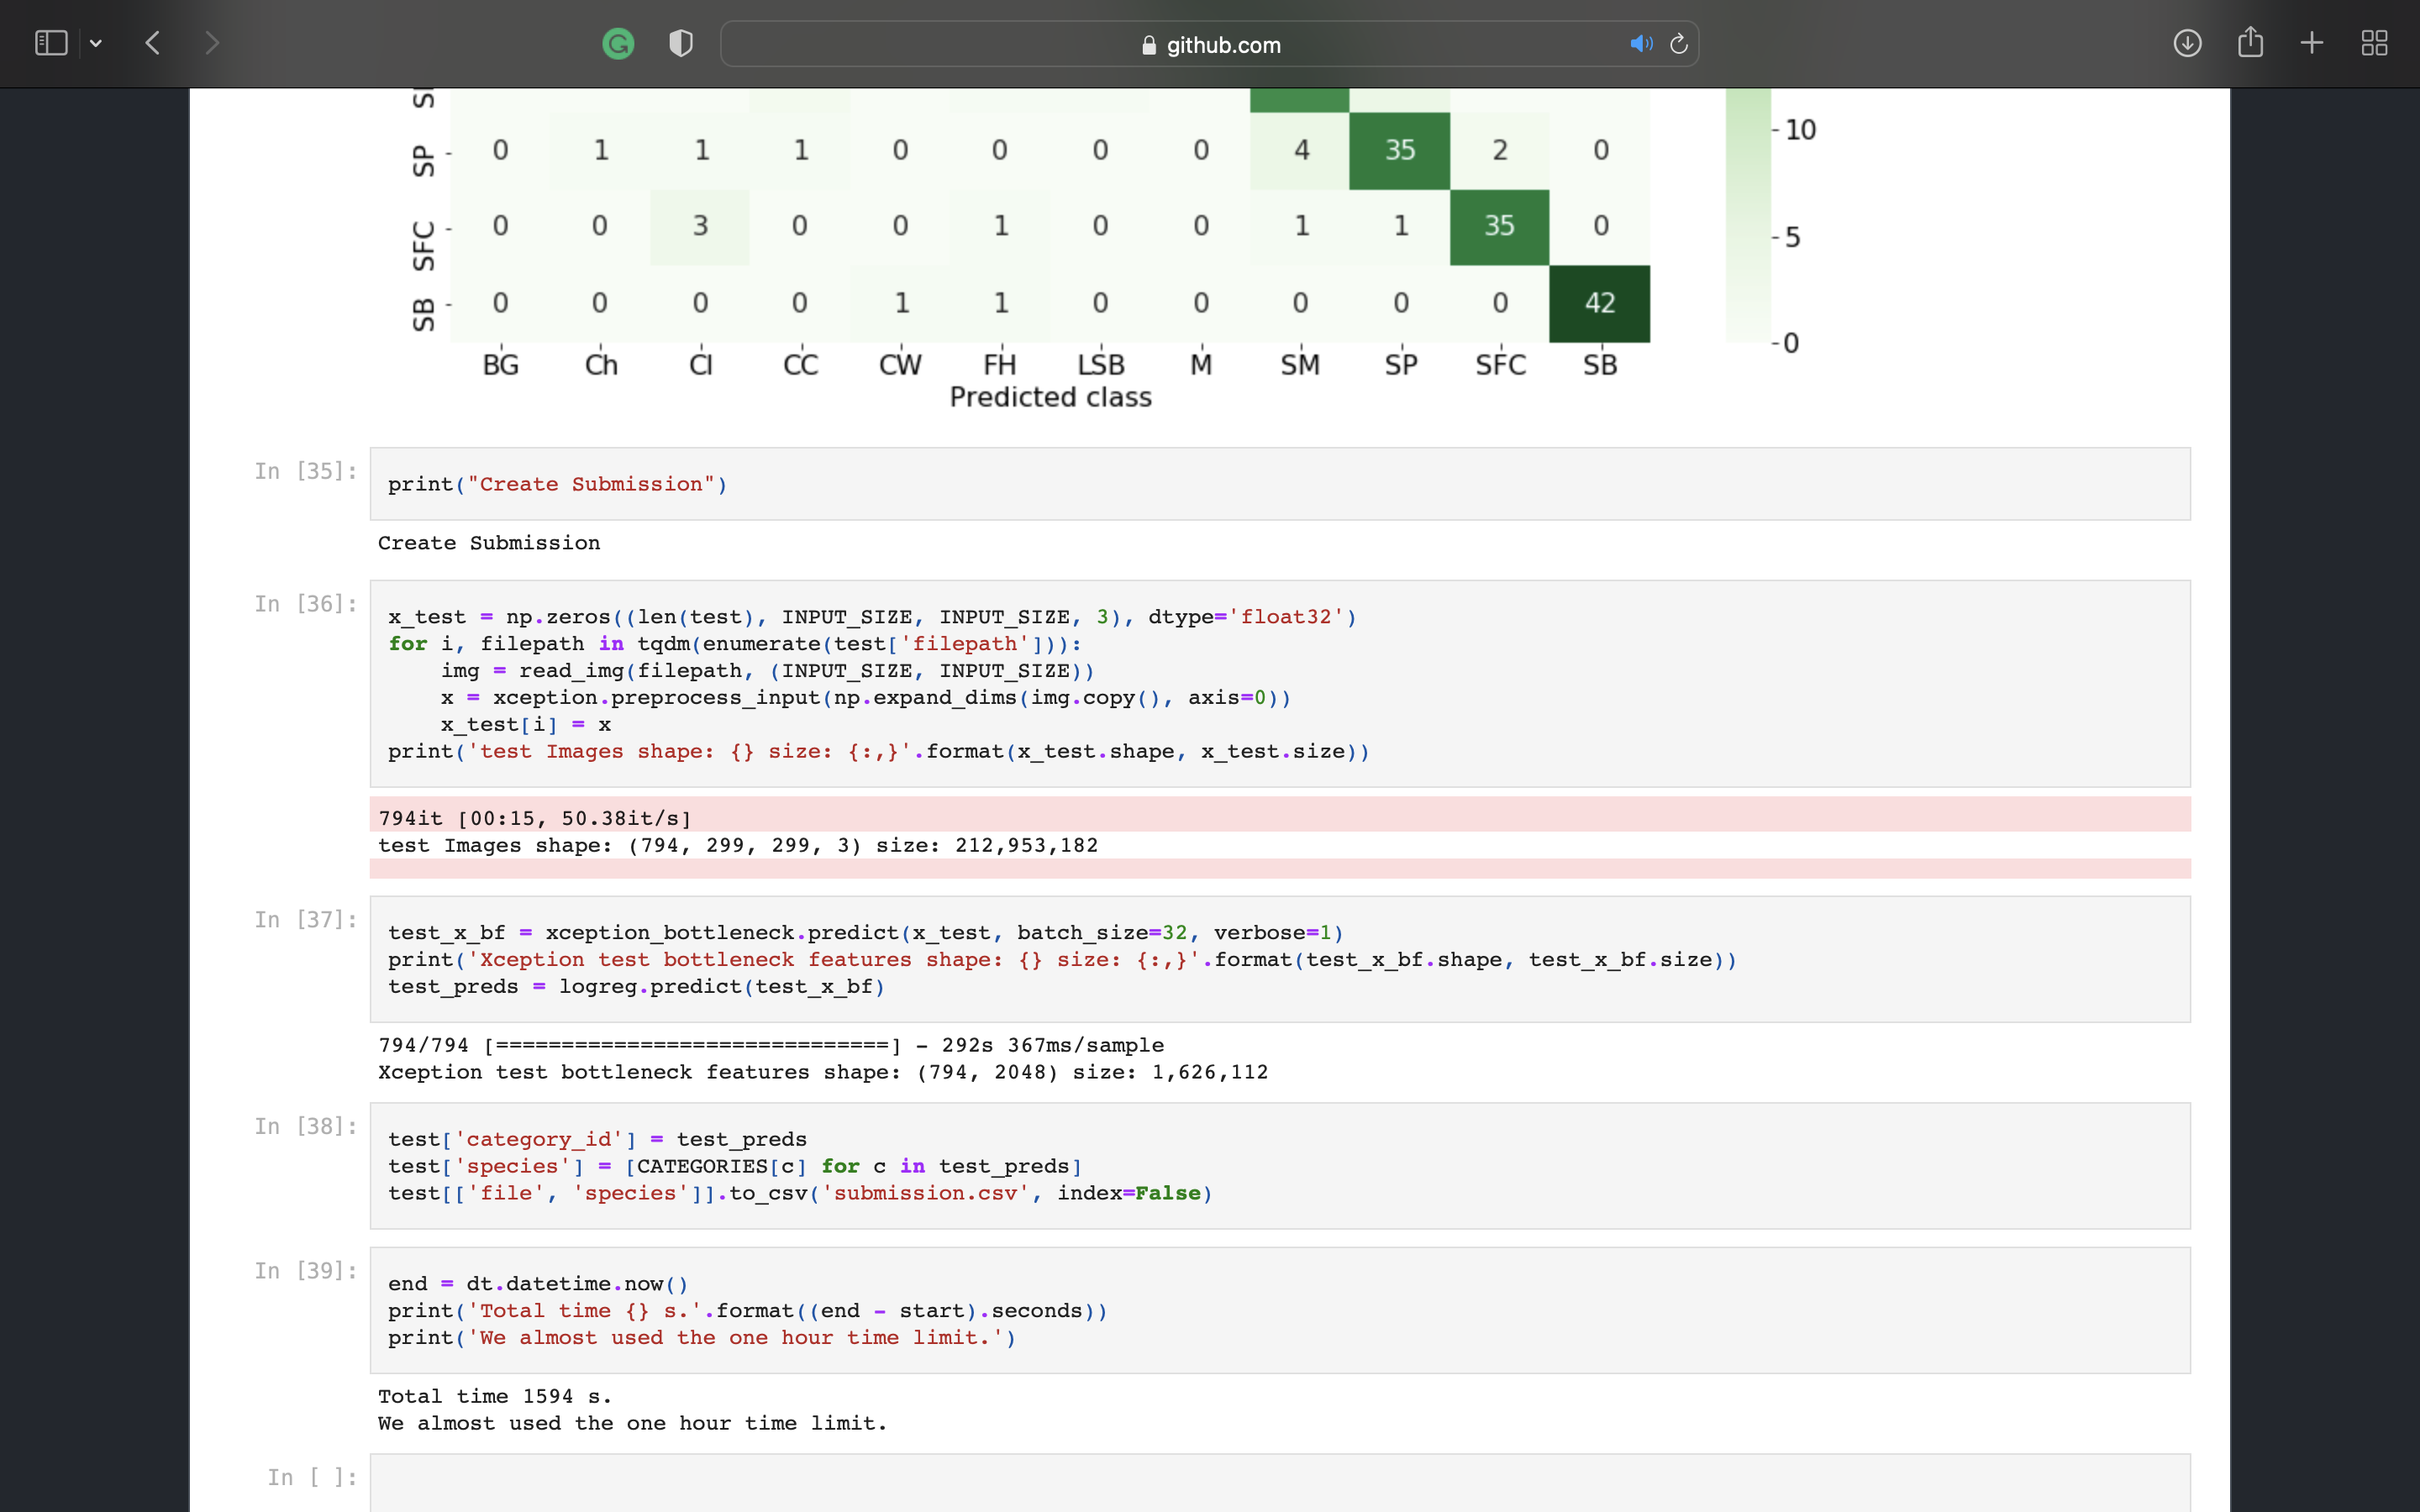 github.com
10
SP 0 1 1 1 0 0 0 0 4 35 2 0
5
SFC 0 0 3 0 0 1 0 0 1 1 35 0
SB 0 0 0 0 1 1 0 0 0 0 0 42
0
BG Ch Cl CC CW FH LSB M SM SP SFC SB
Predicted class
In [35]:
print("Create Submission")
Create Submission
In [36]:
x_test = np.zeros((len(test), INPUT_SIZE, INPUT_SIZE, 3), dtype='float32')
for i, filepath in tqdm(enumerate(test['filepath'])):
    img = read_img(filepath, (INPUT_SIZE, INPUT_SIZE))
    x = xception.preprocess_input(np.expand_dims(img.copy(), axis=0))
    x_test[i] = x
print('test Images shape: {} size: {:,}'.format(x_test.shape, x_test.size))
794it [00:15, 50.38it/s]
test Images shape: (794, 299, 299, 3) size: 212,953,182
In [37]:
test_x_bf = xception_bottleneck.predict(x_test, batch_size=32, verbose=1)
print('Xception test bottleneck features shape: {} size: {:,}'.format(test_x_bf.shape, test_x_bf.size))
test_preds = logreg.predict(test_x_bf)
794/794 [==============================] - 292s 367ms/sample
Xception test bottleneck features shape: (794, 2048) size: 1,626,112
In [38]:
test['category_id'] = test_preds
test['species'] = [CATEGORIES[c] for c in test_preds]
test[['file', 'species']].to_csv('submission.csv', index=False)
In [39]:
end = dt.datetime.now()
print('Total time {} s.'.format((end - start).seconds))
print('We almost used the one hour time limit.')
Total time 1594 s.
We almost used the one hour time limit.
In [ ]: